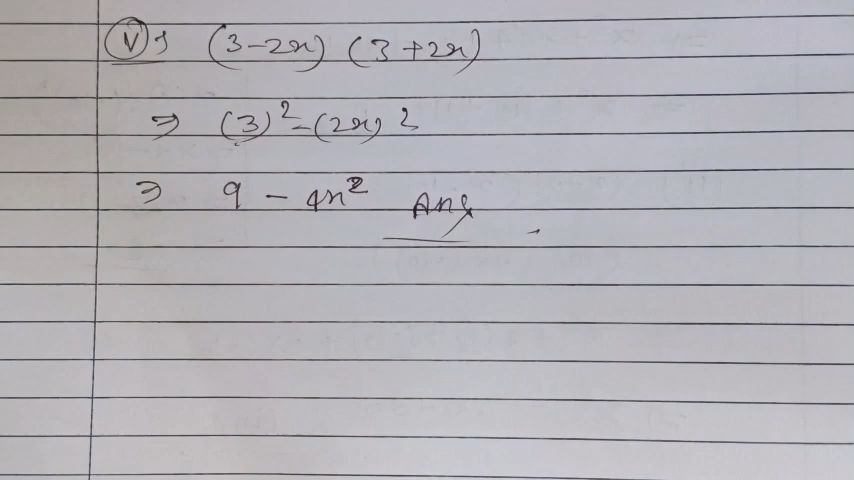 (V) (3-2x) (3+2x)
⇒ (3)² - (2x)²
⇒ 9 - 4x² Ans